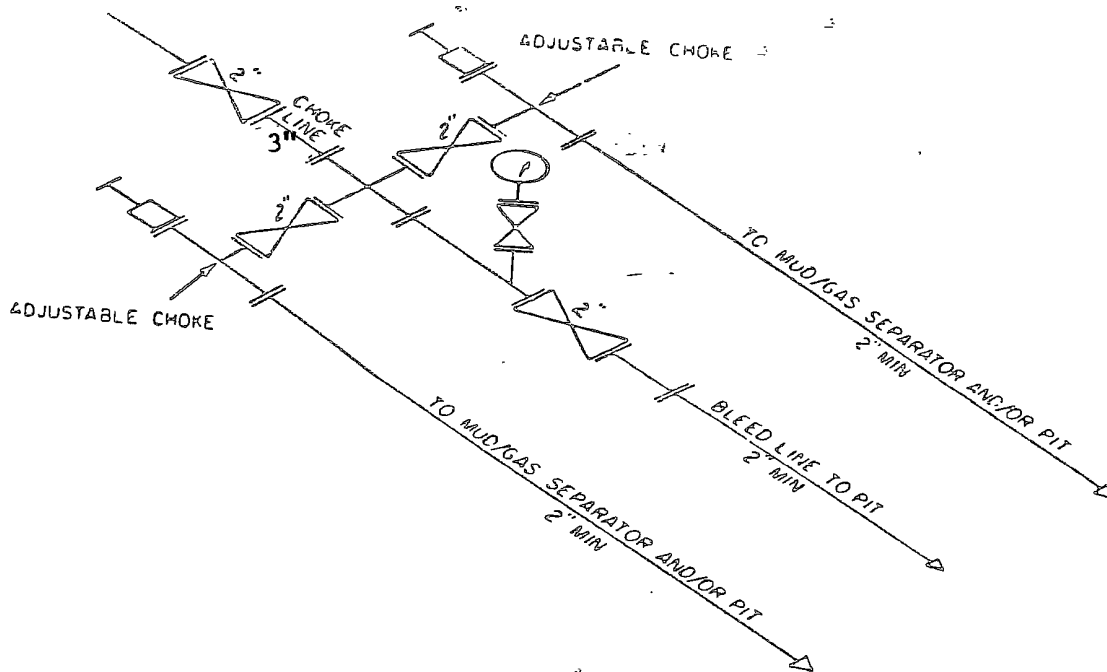 ADJUSTABLE CHOKE
2"
CHOKE
LINE
3"
2"
2"
ADJUSTABLE CHOKE
2"
TO MUD/GAS SEPARATOR AND/OR PIT
2" MIN
BLEED LINE TO PIT
2" MIN
TO MUD/GAS SEPARATOR AND/OR PIT
2" MIN